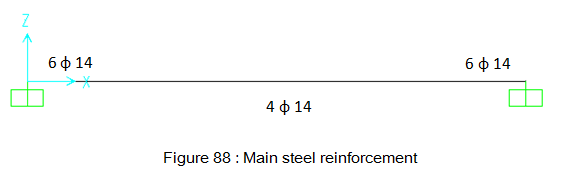 Z
6 ϕ 14
6 ϕ 14
X
4 ϕ 14
Figure 88 : Main steel reinforcement